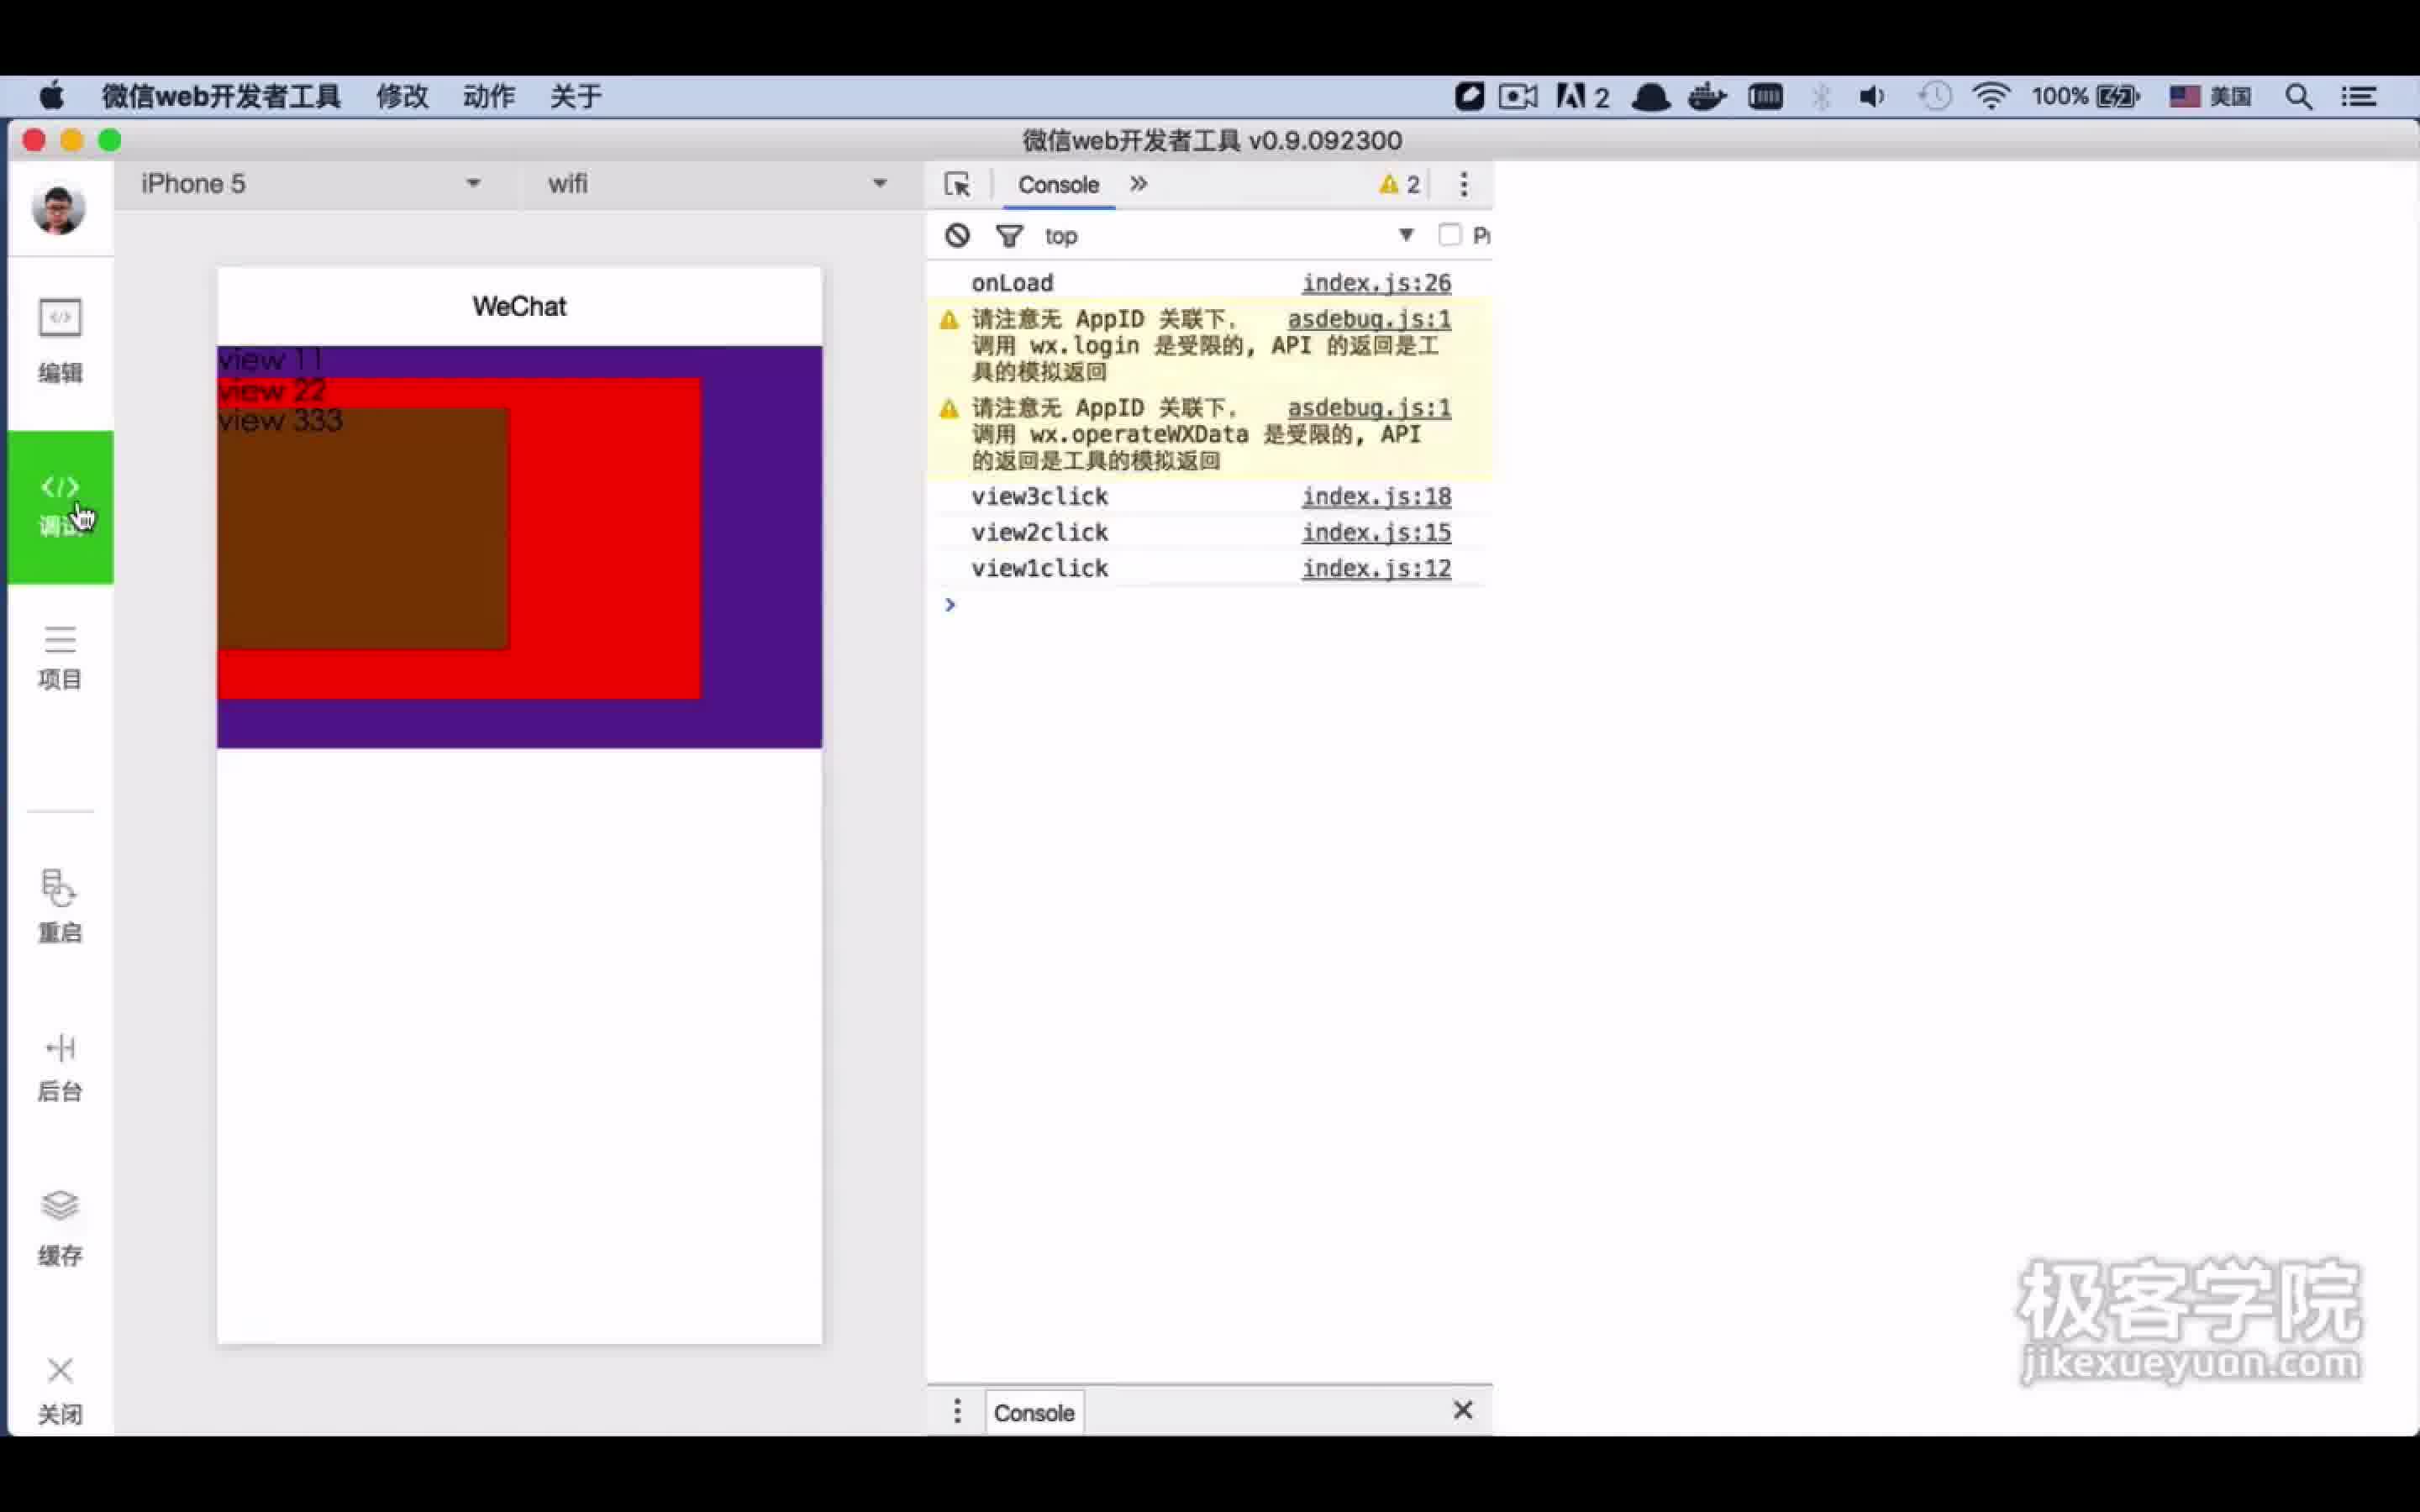 微信web开发者工具 修改 动作 关于
2 100% 美国
微信web开发者工具 v0.9.092300
iPhone 5 wifi
Console 2
top
编辑
调试
项目
重启
后台
缓存
关闭
WeChat
view 11
view 22
view 333
onLoad index.js:26
请注意无 AppID 关联下， asdebug.js:1
调用 wx.login 是受限的, API 的返回是工
具的模拟返回
请注意无 AppID 关联下， asdebug.js:1
调用 wx.operateWXData 是受限的, API
的返回是工具的模拟返回
view3click index.js:18
view2click index.js:15
view1click index.js:12
Console
极客学院
jikexueyuan.com